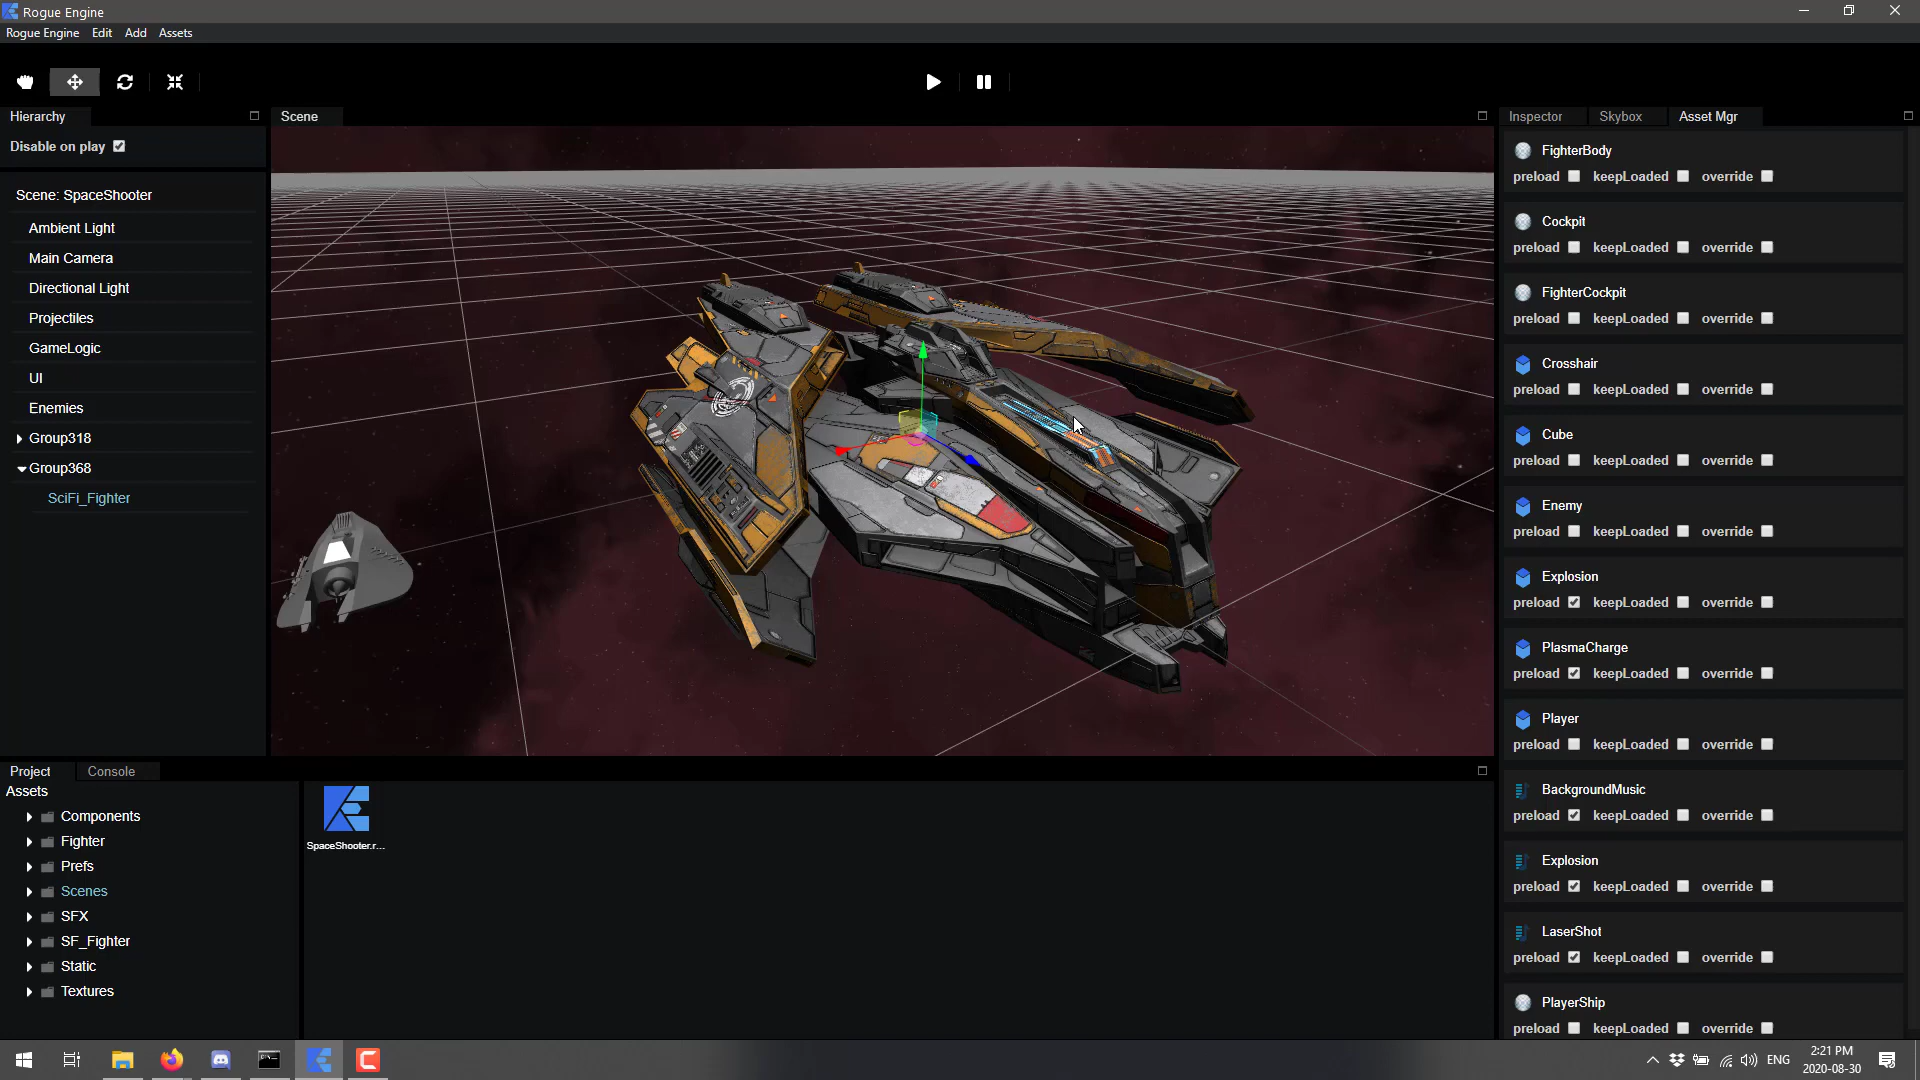 Rogue Engine
Rogue Engine Edit Add Assets
Hierarchy
Disable on play
Scene: SpaceShooter
Ambient Light
Main Camera
Directional Light
Projectiles
GameLogic
UI
Enemies
Group318
Group368
SciFi_Fighter
Scene
Inspector Skybox Asset Mgr
FighterBody
preload keepLoaded override
Cockpit
preload keepLoaded override
FighterCockpit
preload keepLoaded override
Crosshair
preload keepLoaded override
Cube
preload keepLoaded override
Enemy
preload keepLoaded override
Explosion
preload keepLoaded override
PlasmaCharge
preload keepLoaded override
Player
preload keepLoaded override
BackgroundMusic
preload keepLoaded override
Explosion
preload keepLoaded override
LaserShot
preload keepLoaded override
PlayerShip
preload keepLoaded override
Project Console
Assets
Components
Fighter
Prefs
Scenes
SFX
SF_Fighter
Static
Textures
SpaceShooter.r...
ENG
2:21 PM
2020-08-30